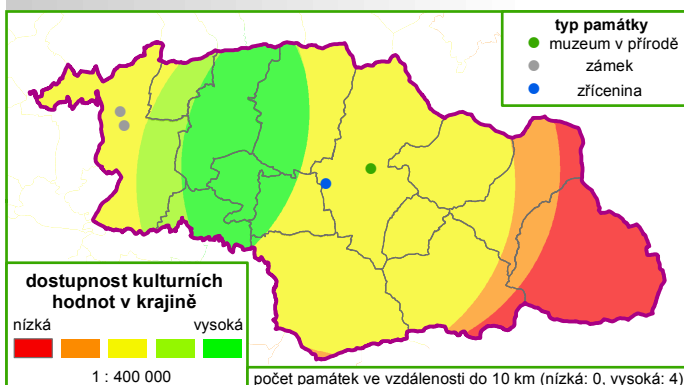 typ památky
muzeum v přírodě
zámek
zřícenina
dostupnost kulturních
hodnot v krajině
nízká vysoká
1 : 400 000
počet památek ve vzdálenosti do 10 km (nízká: 0, vysoká: 4)